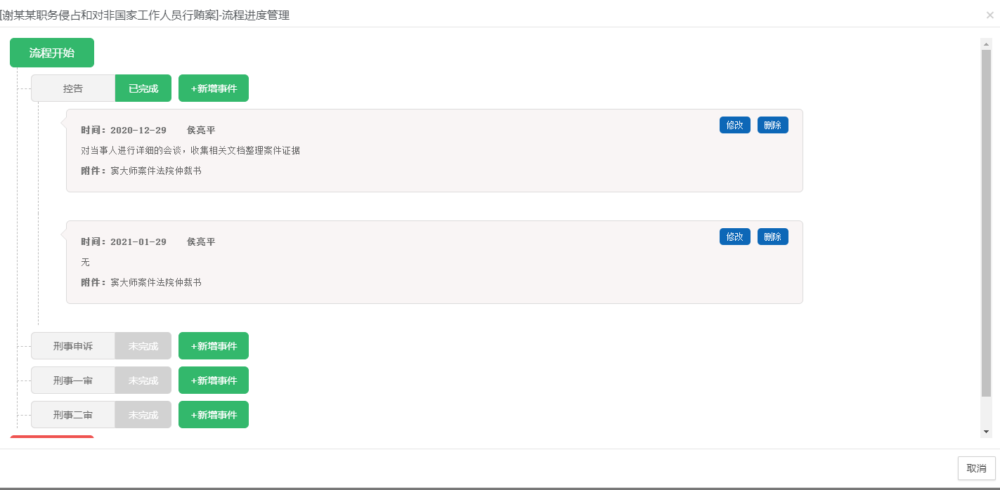 [谢某某职务侵占和对非国家工作人员行贿案]-流程进度管理 ×
流程开始
控告 已完成 +新增事件
时间：2020-12-29 侯亮平 修改 删除
对当事人进行详细的会谈，收集相关文档整理案件证据
附件：窦大师案件法院仲裁书
时间：2021-01-29 侯亮平 修改 删除
无
附件：窦大师案件法院仲裁书
刑事申诉 未完成 +新增事件
刑事一审 未完成 +新增事件
刑事二审 未完成 +新增事件
取消